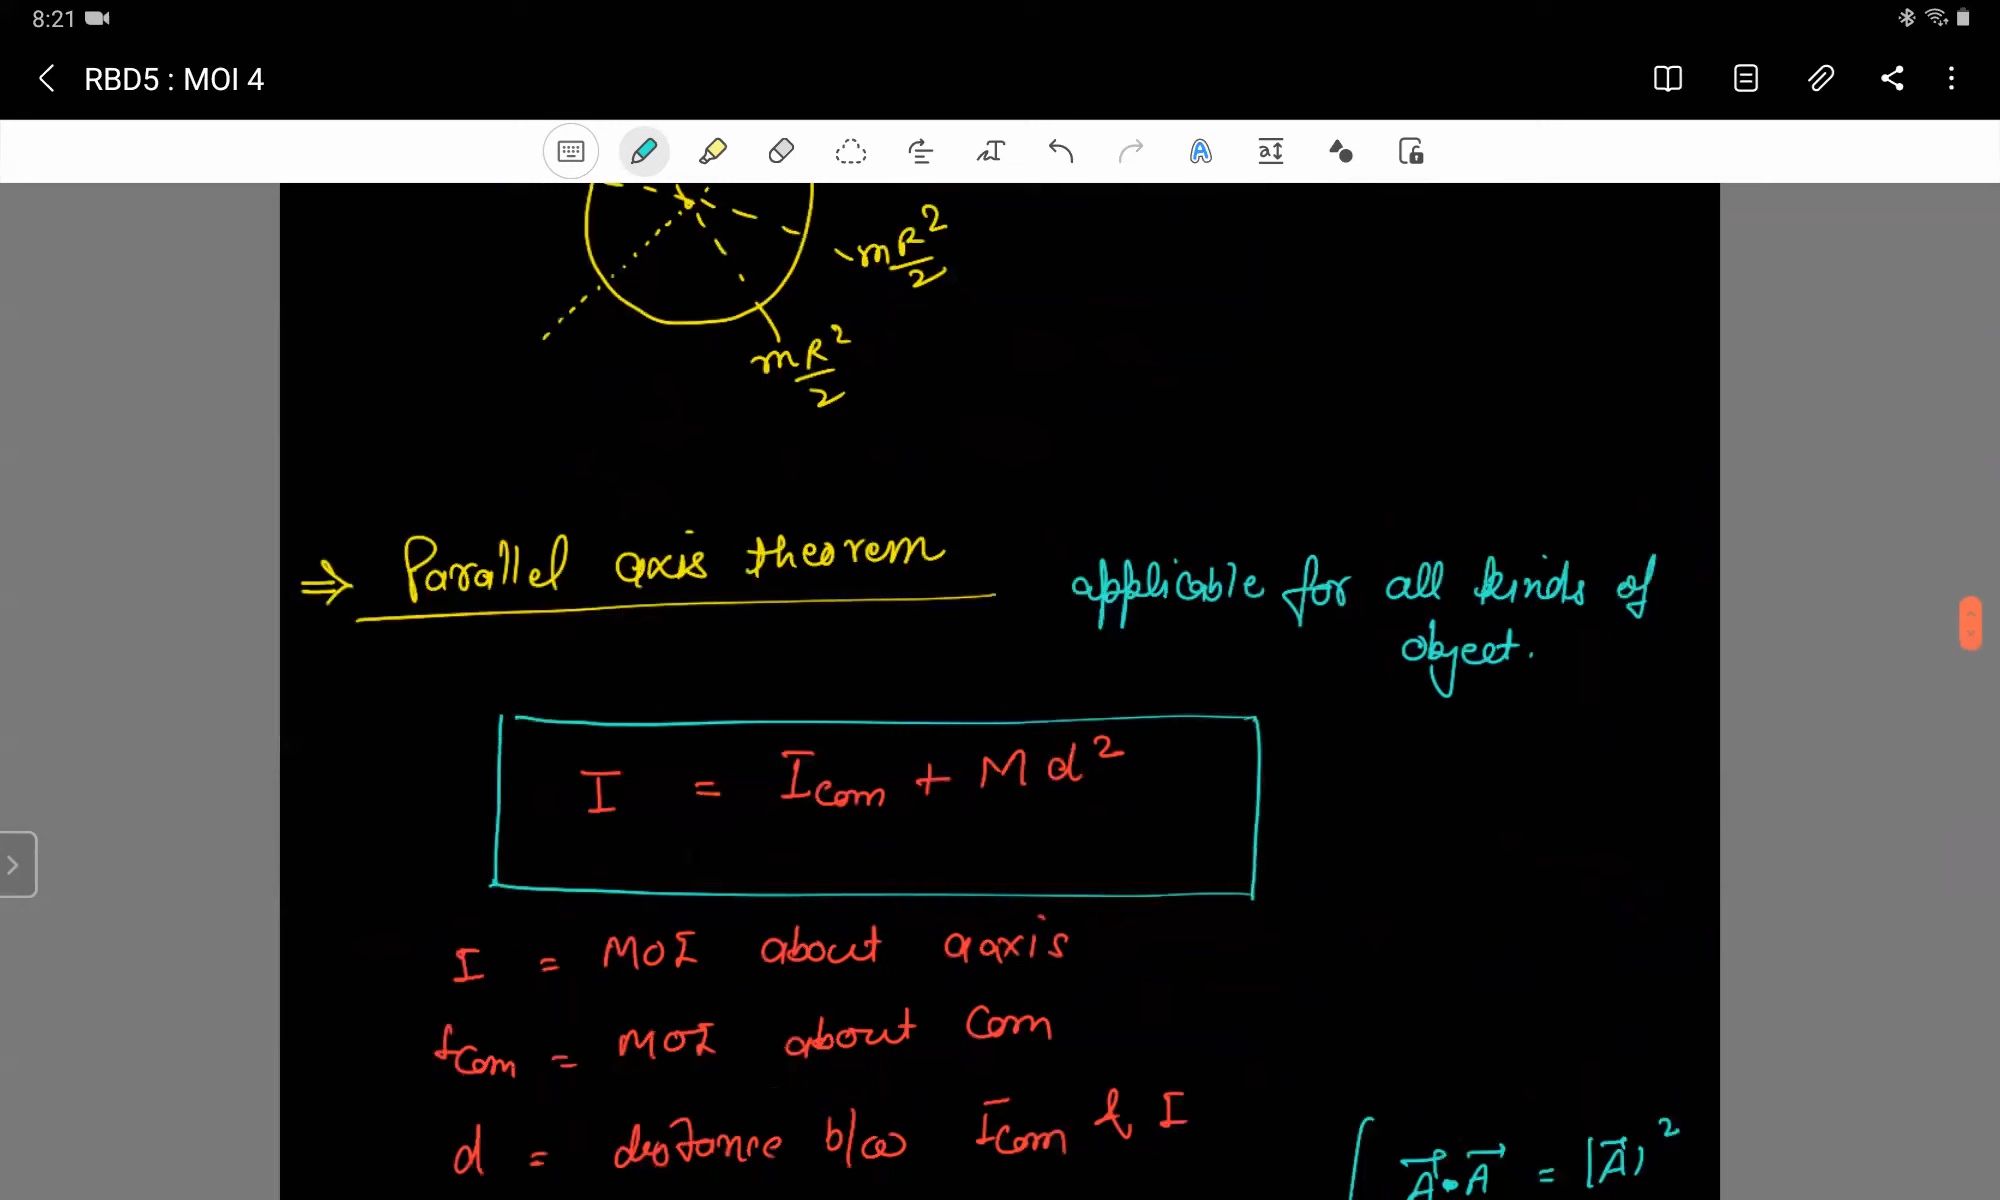 8:21
RBD5 : MOI 4
mR²/2
mR²/2
⇒ Parallel axis theorem
applicable for all kinds of
object.
I = Icom + Md²
I = MOI about a axis
Icom = MOI about Com
d = distance b/w Icom & I
A⃗ • A⃗ = |A⃗|²